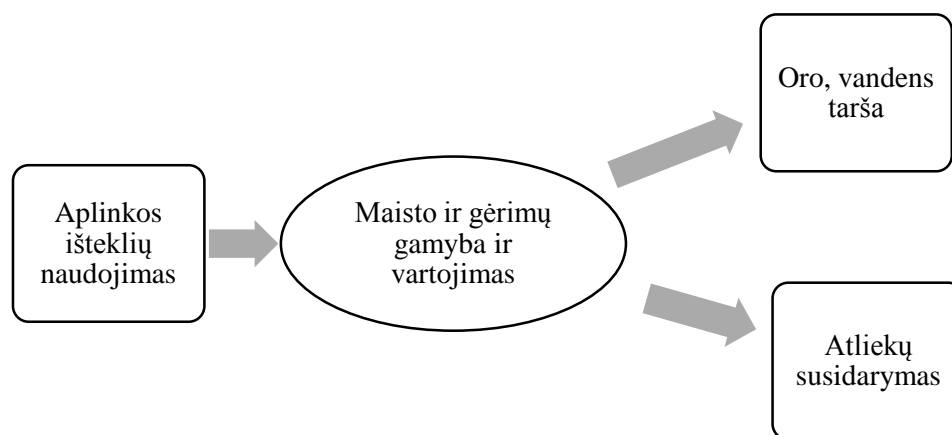 Aplinkos
išteklių
naudojimas
Maisto ir gėrimų
gamyba ir
vartojimas
Oro, vandens
tarša
Atliekų
susidarymas